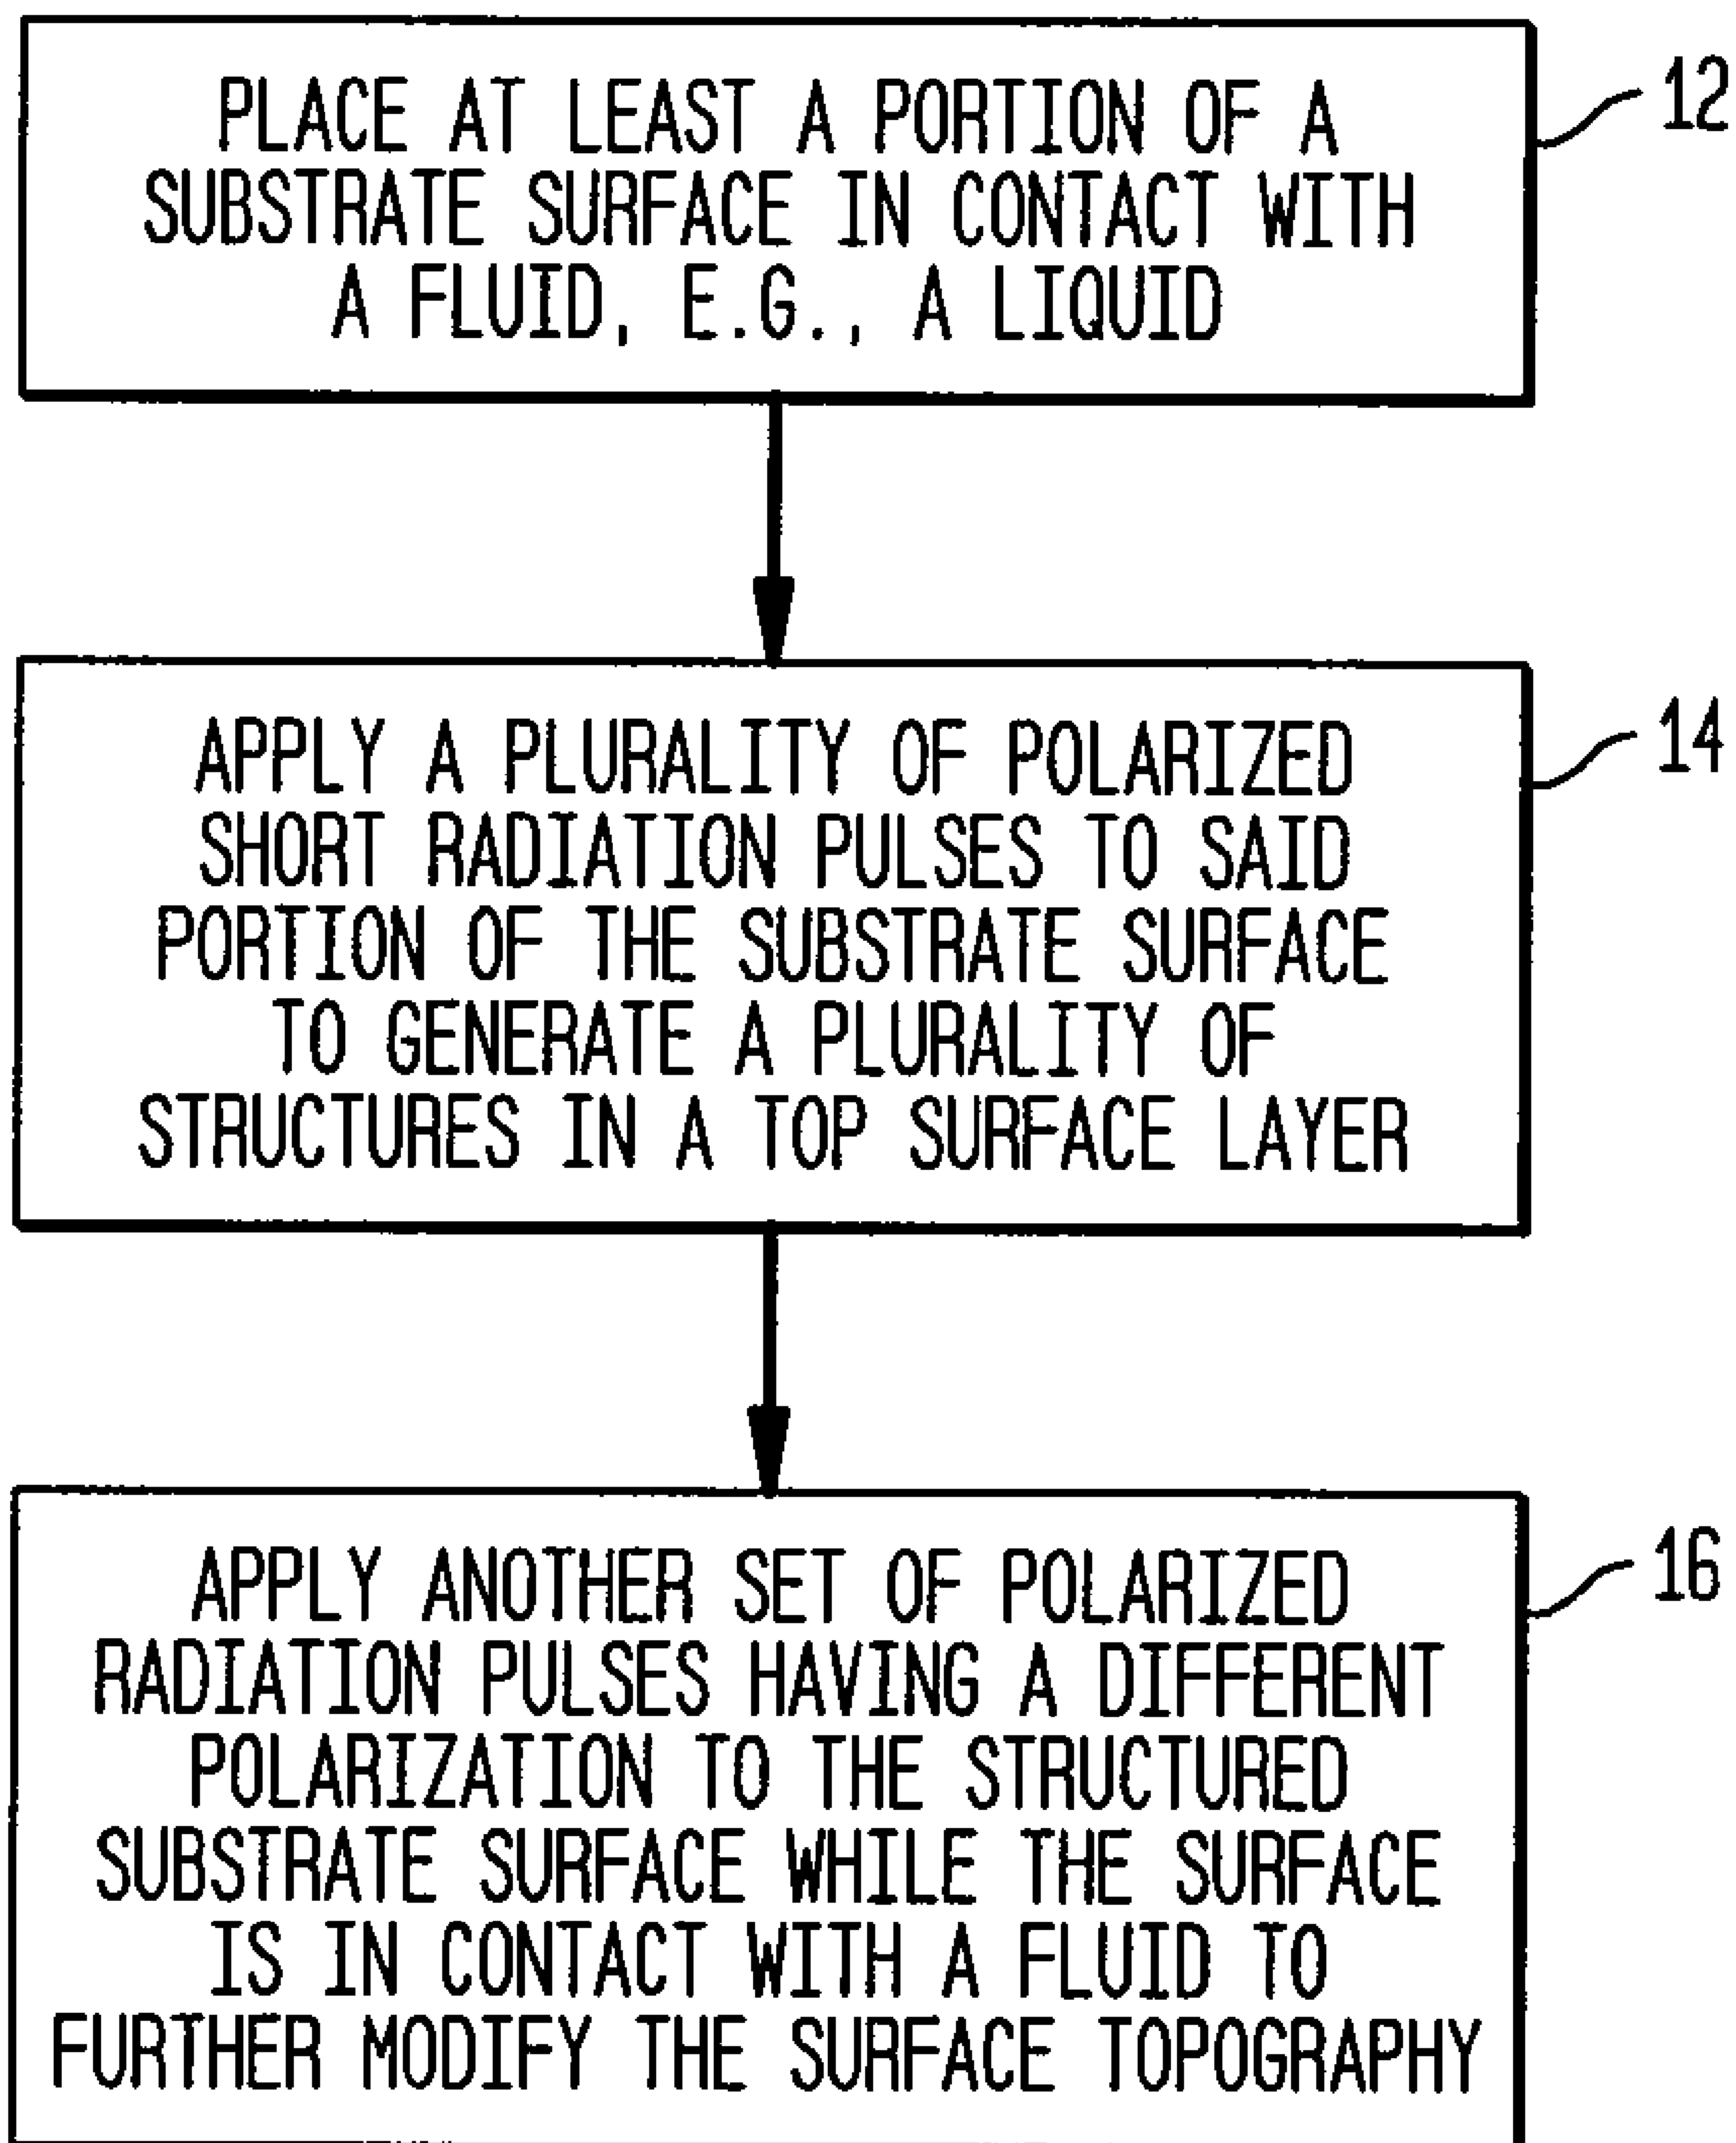 PLACE AT LEAST A PORTION OF A
SUBSTRATE SURFACE IN CONTACT WITH
A FLUID, E.G., A LIQUID
12
APPLY A PLURALITY OF POLARIZED
SHORT RADIATION PULSES TO SAID
PORTION OF THE SUBSTRATE SURFACE
TO GENERATE A PLURALITY OF
STRUCTURES IN A TOP SURFACE LAYER
14
APPLY ANOTHER SET OF POLARIZED
RADIATION PULSES HAVING A DIFFERENT
POLARIZATION TO THE STRUCTURED
SUBSTRATE SURFACE WHILE THE SURFACE
IS IN CONTACT WITH A FLUID TO
FURTHER MODIFY THE SURFACE TOPOGRAPHY
16